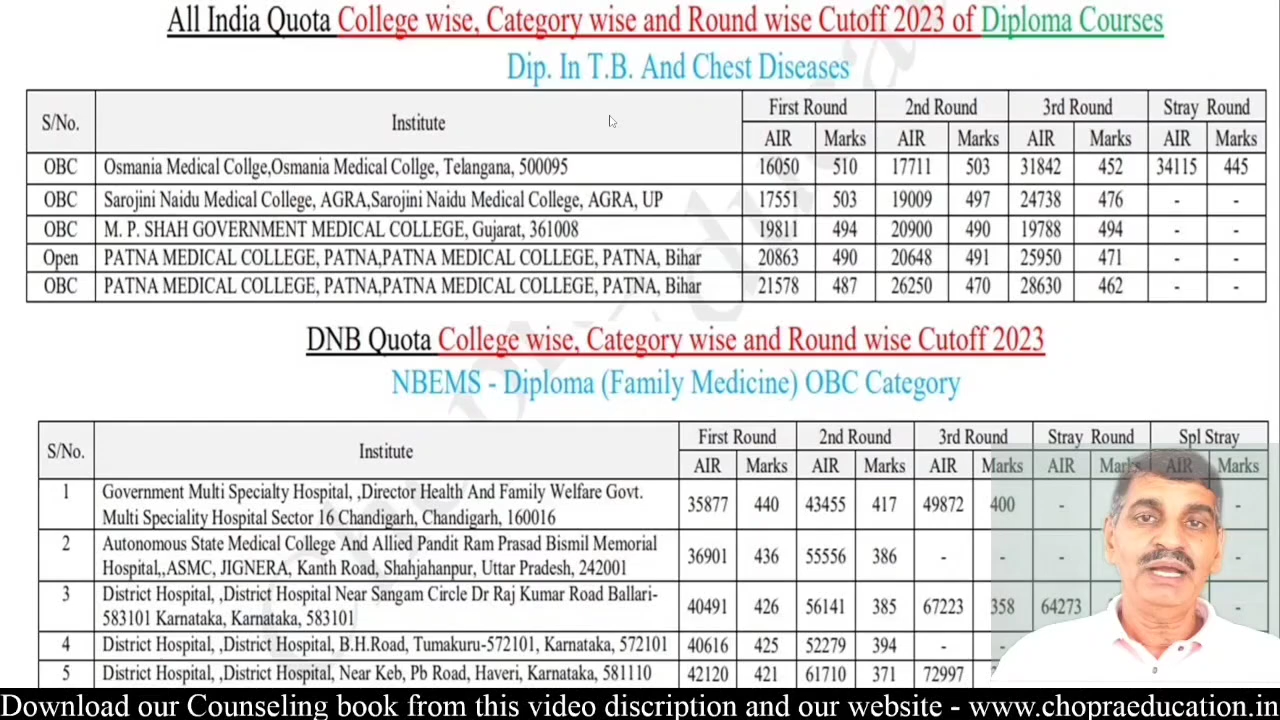 All India Quota College wise, Category wise and Round wise Cutoff 2023 of Diploma Courses
Dip. In T.B. And Chest Diseases
S/No. Institute First Round 2nd Round 3rd Round Stray Round
AIR Marks AIR Marks AIR Marks AIR Marks
OBC Osmania Medical Collge,Osmania Medical Collge, Telangana, 500095 16050 510 17711 503 31842 452 34115 445
OBC Sarojini Naidu Medical College, AGRA,Sarojini Naidu Medical College, AGRA, UP 17551 503 19009 497 24738 476 - -
OBC M. P. SHAH GOVERNMENT MEDICAL COLLEGE, Gujarat, 361008 19811 494 20900 490 19788 494 - -
Open PATNA MEDICAL COLLEGE, PATNA,PATNA MEDICAL COLLEGE, PATNA, Bihar 20863 490 20648 491 25950 471 - -
OBC PATNA MEDICAL COLLEGE, PATNA,PATNA MEDICAL COLLEGE, PATNA, Bihar 21578 487 26250 470 28630 462 - -
DNB Quota College wise, Category wise and Round wise Cutoff 2023
NBEMS - Diploma (Family Medicine) OBC Category
S/No. Institute First Round 2nd Round 3rd Round Stray Round Spl Stray
AIR Marks AIR Marks AIR Marks AIR Marks AIR Marks
1 Government Multi Specialty Hospital, ,Director Health And Family Welfare Govt.
Multi Speciality Hospital Sector 16 Chandigarh, Chandigarh, 160016 35877 440 43455 417 49872 400 - -
2 Autonomous State Medical College And Allied Pandit Ram Prasad Bismil Memorial
Hospital,,ASMC, JIGNERA, Kanth Road, Shahjahanpur, Uttar Pradesh, 242001 36901 436 55556 386 - - - -
3 District Hospital, ,District Hospital Near Sangam Circle Dr Raj Kumar Road Ballari-
583101 Karnataka, Karnataka, 583101 40491 426 56141 385 67223 358 64273 -
4 District Hospital, ,District Hospital, B.H.Road, Tumakuru-572101, Karnataka, 572101 40616 425 52279 394 - -
5 District Hospital, ,District Hospital, Near Keb, Pb Road, Haveri, Karnataka, 581110 42120 421 61710 371 72997
Download our Counseling book from this video discription and our website - www.chopraeducation.in